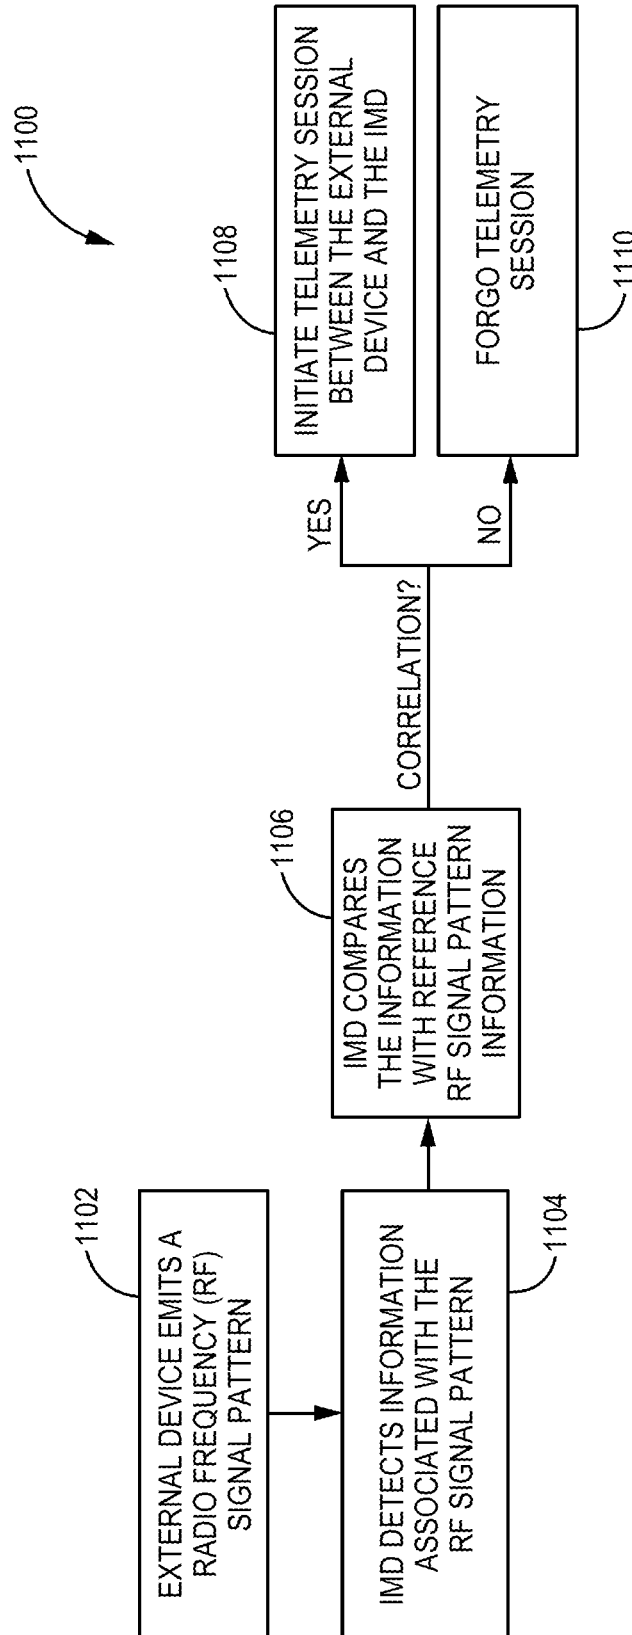 1100
1102
EXTERNAL DEVICE EMITS A
RADIO FREQUENCY (RF)
SIGNAL PATTERN
IMD DETECTS INFORMATION
ASSOCIATED WITH THE
RF SIGNAL PATTERN
1104
1106
IMD COMPARES
THE INFORMATION
WITH REFERENCE
RF SIGNAL PATTERN
INFORMATION
CORRELATION?
YES
NO
1108
INITIATE TELEMETRY SESSION
BETWEEN THE EXTERNAL
DEVICE AND THE IMD
FORGO TELEMETRY
SESSION
1110